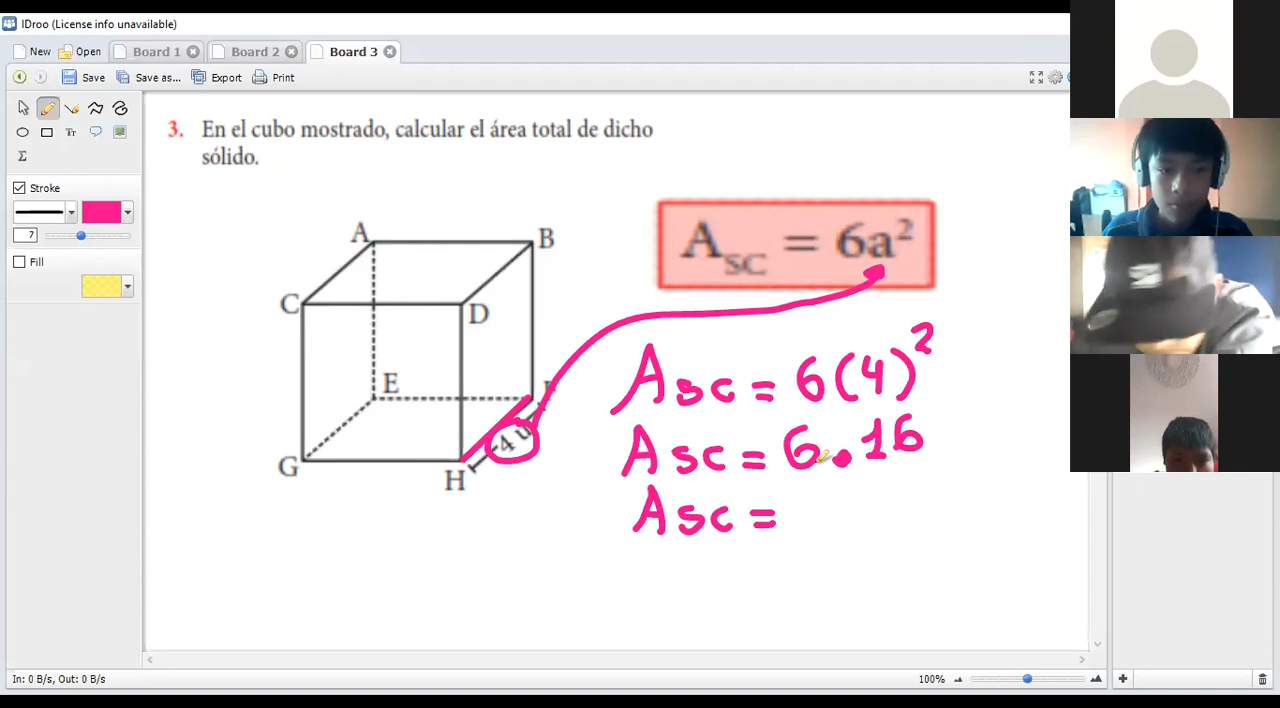 IDroo (License info unavailable)
New Open Board 1 Board 2 Board 3
Save Save as... Export Print
3. En el cubo mostrado, calcular el área total de dicho
sólido.
Stroke
7
Fill
A B
C D
E
G H
4 u
A_SC = 6a²
Asc = 6(4)²
Asc = 6.16
Asc =
In: 0 B/s, Out: 0 B/s 100%